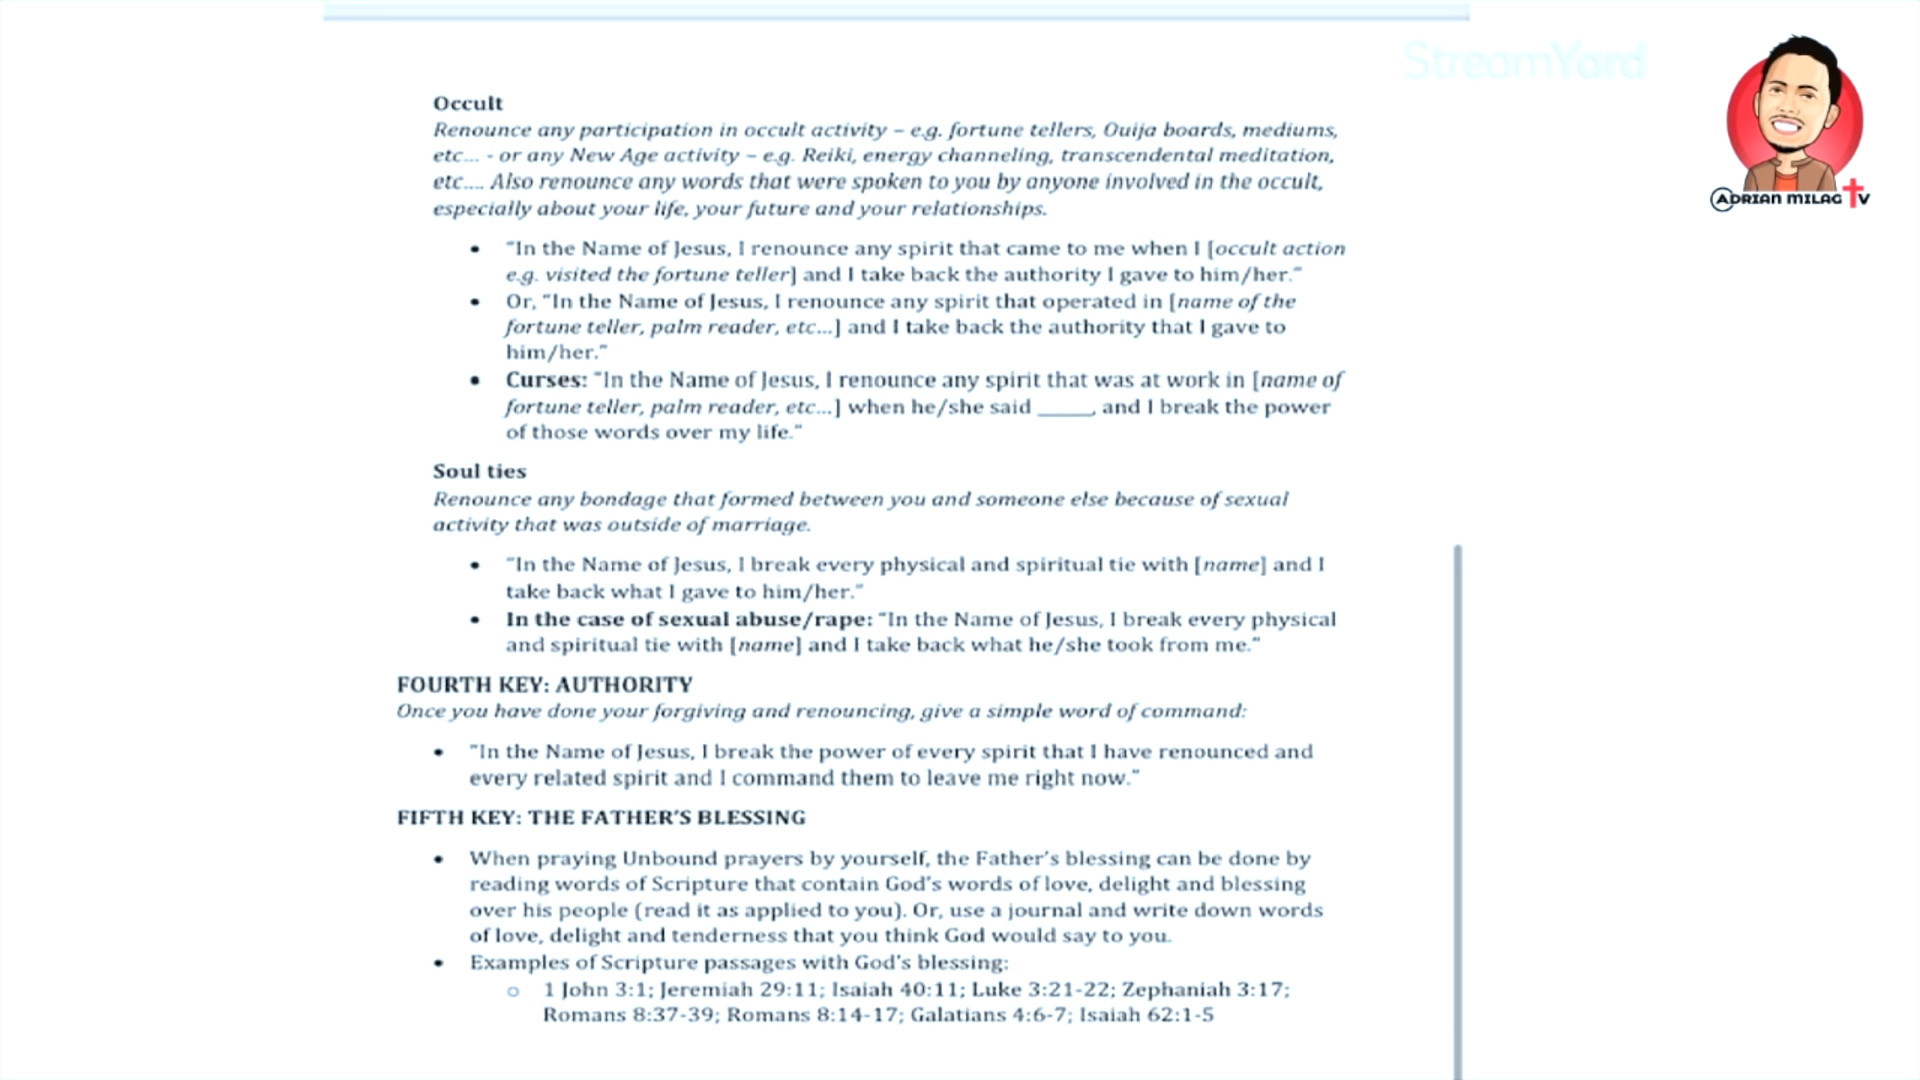 StreamYard
ADRIAN MILAG TV
Occult
Renounce any participation in occult activity – e.g. fortune tellers, Ouija boards, mediums,
etc... - or any New Age activity – e.g. Reiki, energy channeling, transcendental meditation,
etc.... Also renounce any words that were spoken to you by anyone involved in the occult,
especially about your life, your future and your relationships.
• "In the Name of Jesus, I renounce any spirit that came to me when I [occult action
e.g. visited the fortune teller] and I take back the authority I gave to him/her."
• Or, "In the Name of Jesus, I renounce any spirit that operated in [name of the
fortune teller, palm reader, etc...] and I take back the authority that I gave to
him/her."
• Curses: "In the Name of Jesus, I renounce any spirit that was at work in [name of
fortune teller, palm reader, etc...] when he/she said _____, and I break the power
of those words over my life."
Soul ties
Renounce any bondage that formed between you and someone else because of sexual
activity that was outside of marriage.
• "In the Name of Jesus, I break every physical and spiritual tie with [name] and I
take back what I gave to him/her."
• In the case of sexual abuse/rape: "In the Name of Jesus, I break every physical
and spiritual tie with [name] and I take back what he/she took from me."
FOURTH KEY: AUTHORITY
Once you have done your forgiving and renouncing, give a simple word of command:
• "In the Name of Jesus, I break the power of every spirit that I have renounced and
every related spirit and I command them to leave me right now."
FIFTH KEY: THE FATHER'S BLESSING
• When praying Unbound prayers by yourself, the Father's blessing can be done by
reading words of Scripture that contain God's words of love, delight and blessing
over his people (read it as applied to you). Or, use a journal and write down words
of love, delight and tenderness that you think God would say to you.
• Examples of Scripture passages with God's blessing:
○ 1 John 3:1; Jeremiah 29:11; Isaiah 40:11; Luke 3:21-22; Zephaniah 3:17;
Romans 8:37-39; Romans 8:14-17; Galatians 4:6-7; Isaiah 62:1-5